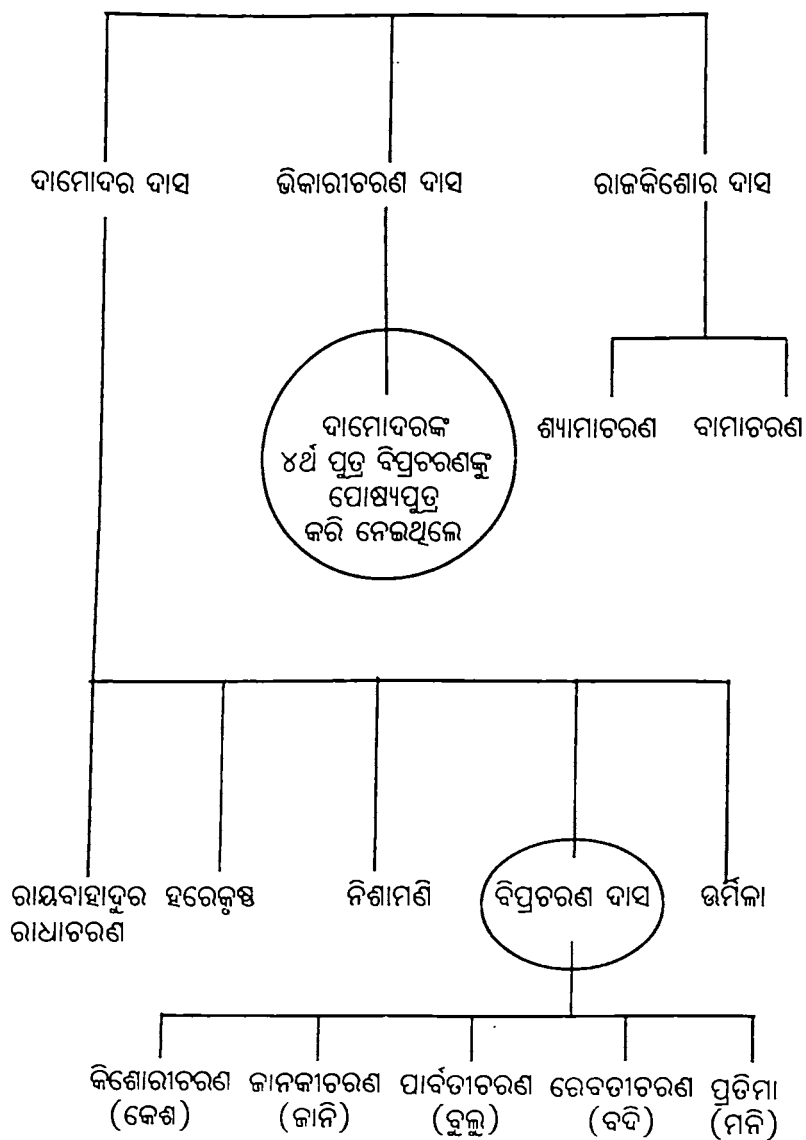 ଦାମୋଦର ଦାସ ଭିକାରୀଚରଣ ଦାସ ରାଜକିଶୋର ଦାସ
ଦାମୋଦରଙ୍କ
୪ର୍ଥ ପୁତ୍ର ବିପ୍ରଚରଣଙ୍କୁ
ପୋଷ୍ୟପୁତ୍ର
କରି ନେଇଥିଲେ
ଶ୍ୟାମାଚରଣ ବାମାଚରଣ
ରାୟବାହାଦୁର ହରେକୃଷ୍ଣ ନିଶାମଣି ବିପ୍ରଚରଣ ଦାସ ଊର୍ମିଳା
ରାଧାଚରଣ
କିଶୋରୀଚରଣ ଜାନକୀଚରଣ ପାର୍ବତୀଚରଣ ରେବତୀଚରଣ ପ୍ରତିମା
(କେଶ) (ଜାନି) (ବୁଲୁ) (ବଦି) (ମନି)